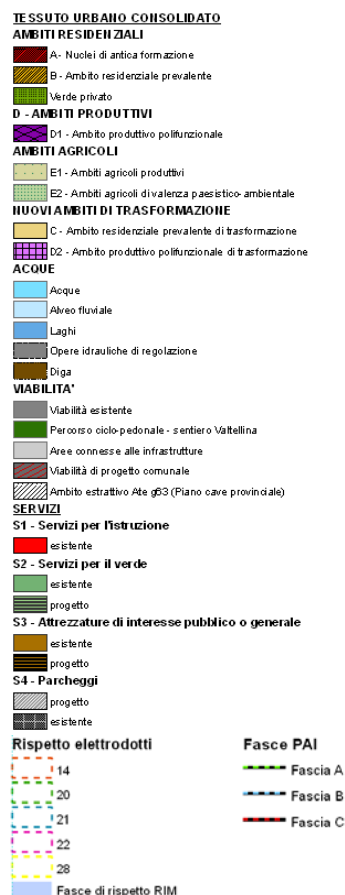 TESSUTO URBANO CONSOLIDATO
AMBITI RESIDENZIALI
A - Nuclei di antica formazione
B - Ambito residenziale prevalente
Verde privato
D - AMBITI PRODUTTIVI
D1 - Ambito produttivo polifunzionale
AMBITI AGRICOLI
E1 - Ambiti agricoli produttivi
E2 - Ambiti agricoli di valenza paesistico-ambientale
NUOVI AMBITI DI TRASFORMAZIONE
C - Ambito residenziale prevalente di trasformazione
D2 - Ambito produttivo polifunzionale di trasformazione
ACQUE
Acque
Alveo fluviale
Laghi
Opere idrauliche di regolazione
Diga
VIABILITA'
Viabilità esistente
Percorso ciclo-pedonale - sentiero Valtellina
Aree connesse alle infrastrutture
Viabilità di progetto comunale
Ambito estrattivo Ate g63 (Piano cave provinciale)
SERVIZI
S1 - Servizi per l'istruzione
esistente
S2 - Servizi per il verde
esistente
progetto
S3 - Attrezzature di interesse pubblico o generale
esistente
progetto
S4 - Parcheggi
progetto
esistente
Rispetto elettrodotti
14
20
21
22
28
Fasce di rispetto RIM
Fasce PAI
Fascia A
Fascia B
Fascia C